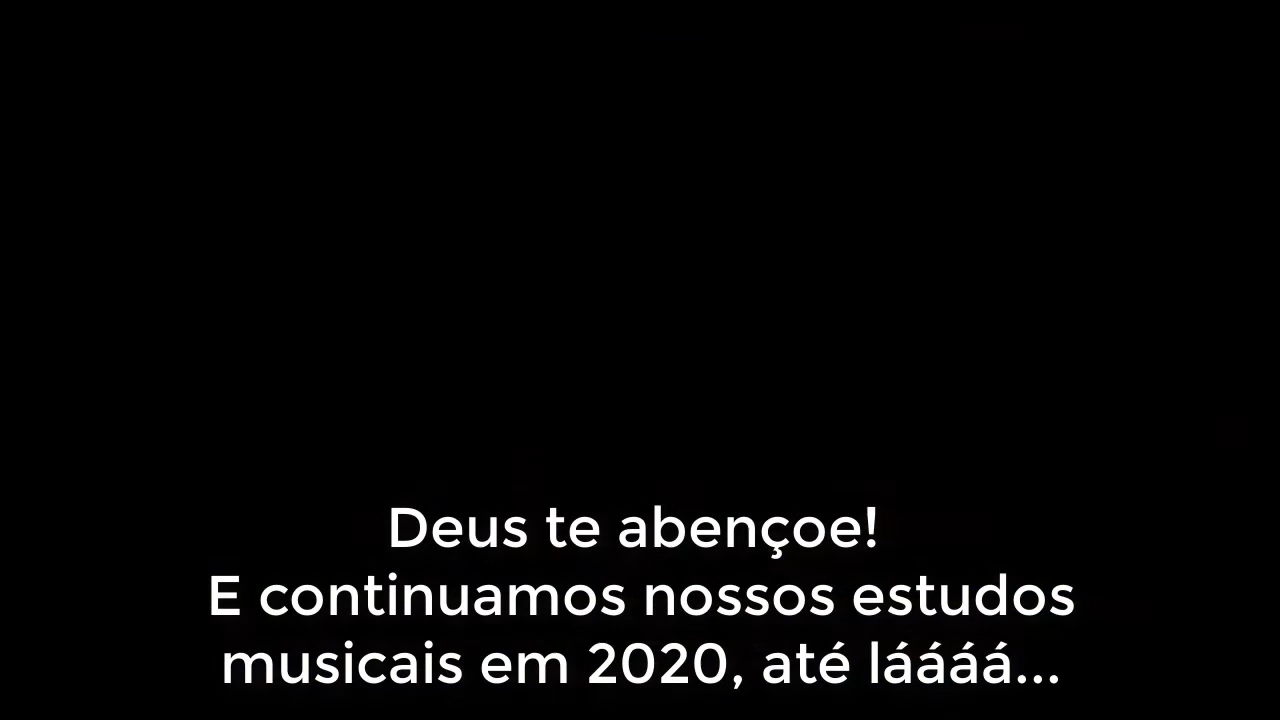 Deus te abençoe!
E continuamos nossos estudos
musicais em 2020, até láááá...